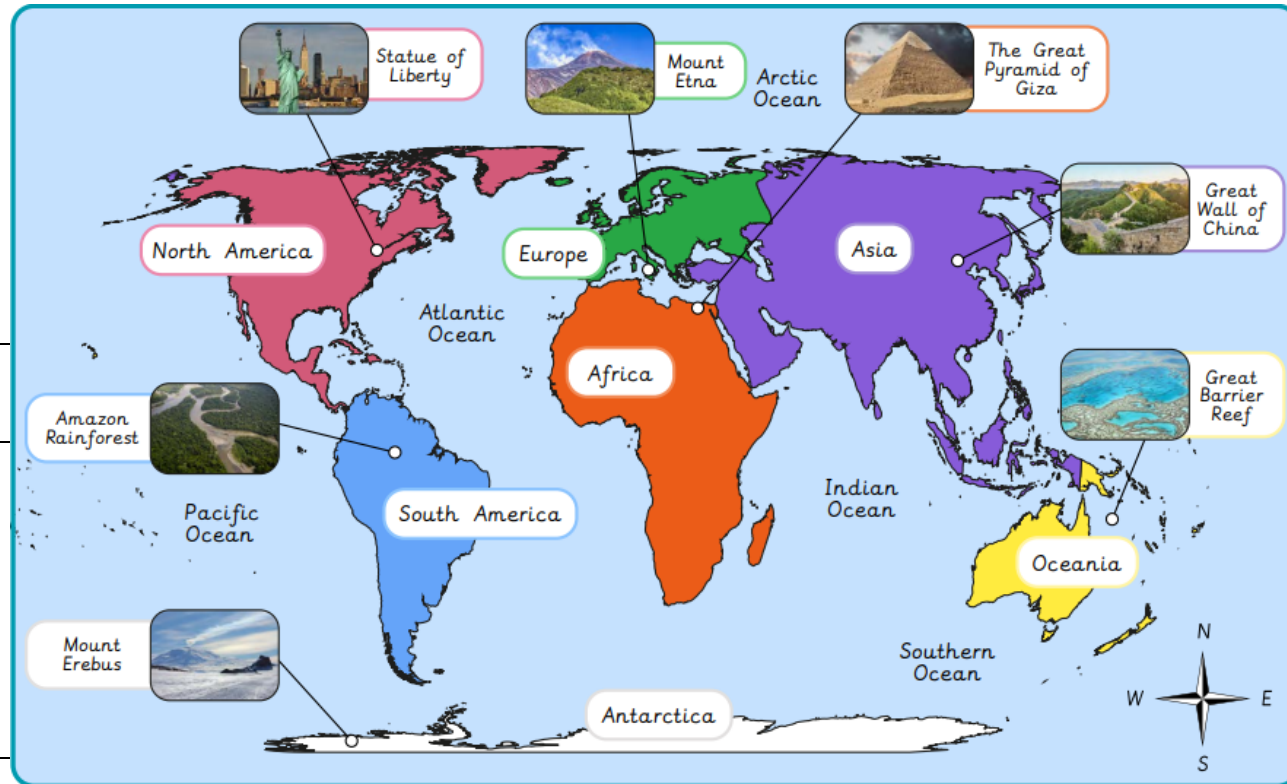 Statue of
Liberty
Mount
Etna
Arctic
Ocean
The Great
Pyramid of
Giza
Great
Wall of
China
North America
Europe
Asia
Atlantic
Ocean
Africa
Great
Barrier
Reef
Amazon
Rainforest
Pacific
Ocean
South America
Indian
Ocean
Oceania
Mount
Erebus
Southern
Ocean
Antarctica
N
W
E
S